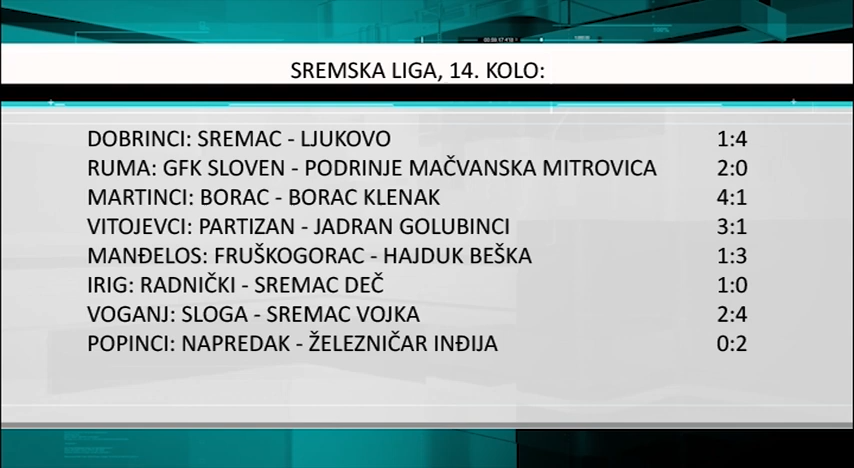 SREMSKA LIGA, 14. KOLO:
DOBRINCI: SREMAC - LJUKOVO 1:4
RUMA: GFK SLOVEN - PODRINJE MAČVANSKA MITROVICA 2:0
MARTINCI: BORAC - BORAC KLENAK 4:1
VITOJEVCI: PARTIZAN - JADRAN GOLUBINCI 3:1
MANĐELOS: FRUŠKOGORAC - HAJDUK BEŠKA 1:3
IRIG: RADNIČKI - SREMAC DEČ 1:0
VOGANJ: SLOGA - SREMAC VOJKA 2:4
POPINCI: NAPREDAK - ŽELEZNIČAR INĐIJA 0:2